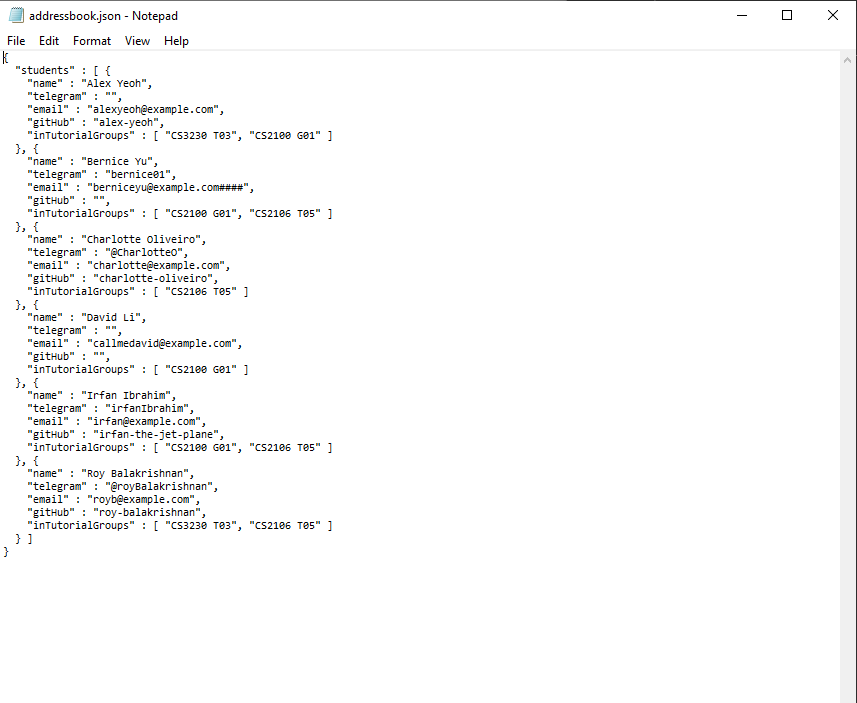 addressbook.json - Notepad
File Edit Format View Help
{
  "students" : [ {
    "name" : "Alex Yeoh",
    "telegram" : "",
    "email" : "alexyeoh@example.com",
    "gitHub" : "alex-yeoh",
    "inTutorialGroups" : [ "CS3230 T03", "CS2100 G01" ]
  }, {
    "name" : "Bernice Yu",
    "telegram" : "bernice01",
    "email" : "berniceyu@example.com####",
    "gitHub" : "",
    "inTutorialGroups" : [ "CS2100 G01", "CS2106 T05" ]
  }, {
    "name" : "Charlotte Oliveiro",
    "telegram" : "@CharlotteO",
    "email" : "charlotte@example.com",
    "gitHub" : "charlotte-oliveiro",
    "inTutorialGroups" : [ "CS2106 T05" ]
  }, {
    "name" : "David Li",
    "telegram" : "",
    "email" : "callmedavid@example.com",
    "gitHub" : "",
    "inTutorialGroups" : [ "CS2100 G01" ]
  }, {
    "name" : "Irfan Ibrahim",
    "telegram" : "irfanIbrahim",
    "email" : "irfan@example.com",
    "gitHub" : "irfan-the-jet-plane",
    "inTutorialGroups" : [ "CS2100 G01", "CS2106 T05" ]
  }, {
    "name" : "Roy Balakrishnan",
    "telegram" : "@royBalakrishnan",
    "email" : "royb@example.com",
    "gitHub" : "roy-balakrishnan",
    "inTutorialGroups" : [ "CS3230 T03", "CS2106 T05" ]
  } ]
}